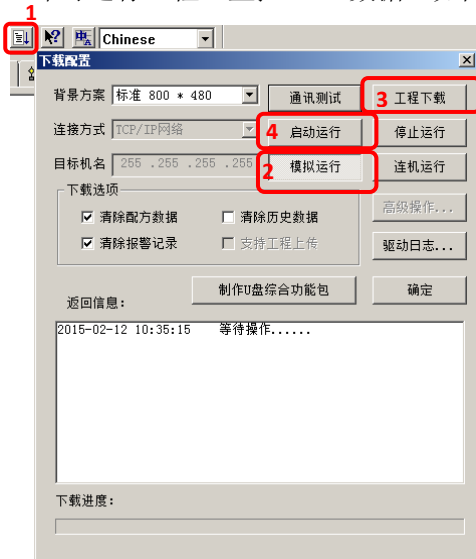 1
Chinese
下载配置
背景方案 标准 800 * 480 通讯测试 3 工程下载
连接方式 TCP/IP网络 4 启动运行 停止运行
目标机名 255 .255 .255 .255 2 模拟运行 连机运行
下载选项
清除配方数据 清除历史数据 高级操作...
清除报警记录 支持工程上传 驱动日志...
制作U盘综合功能包 确定
返回信息:
2015-02-12 10:35:15 等待操作......
下载进度: